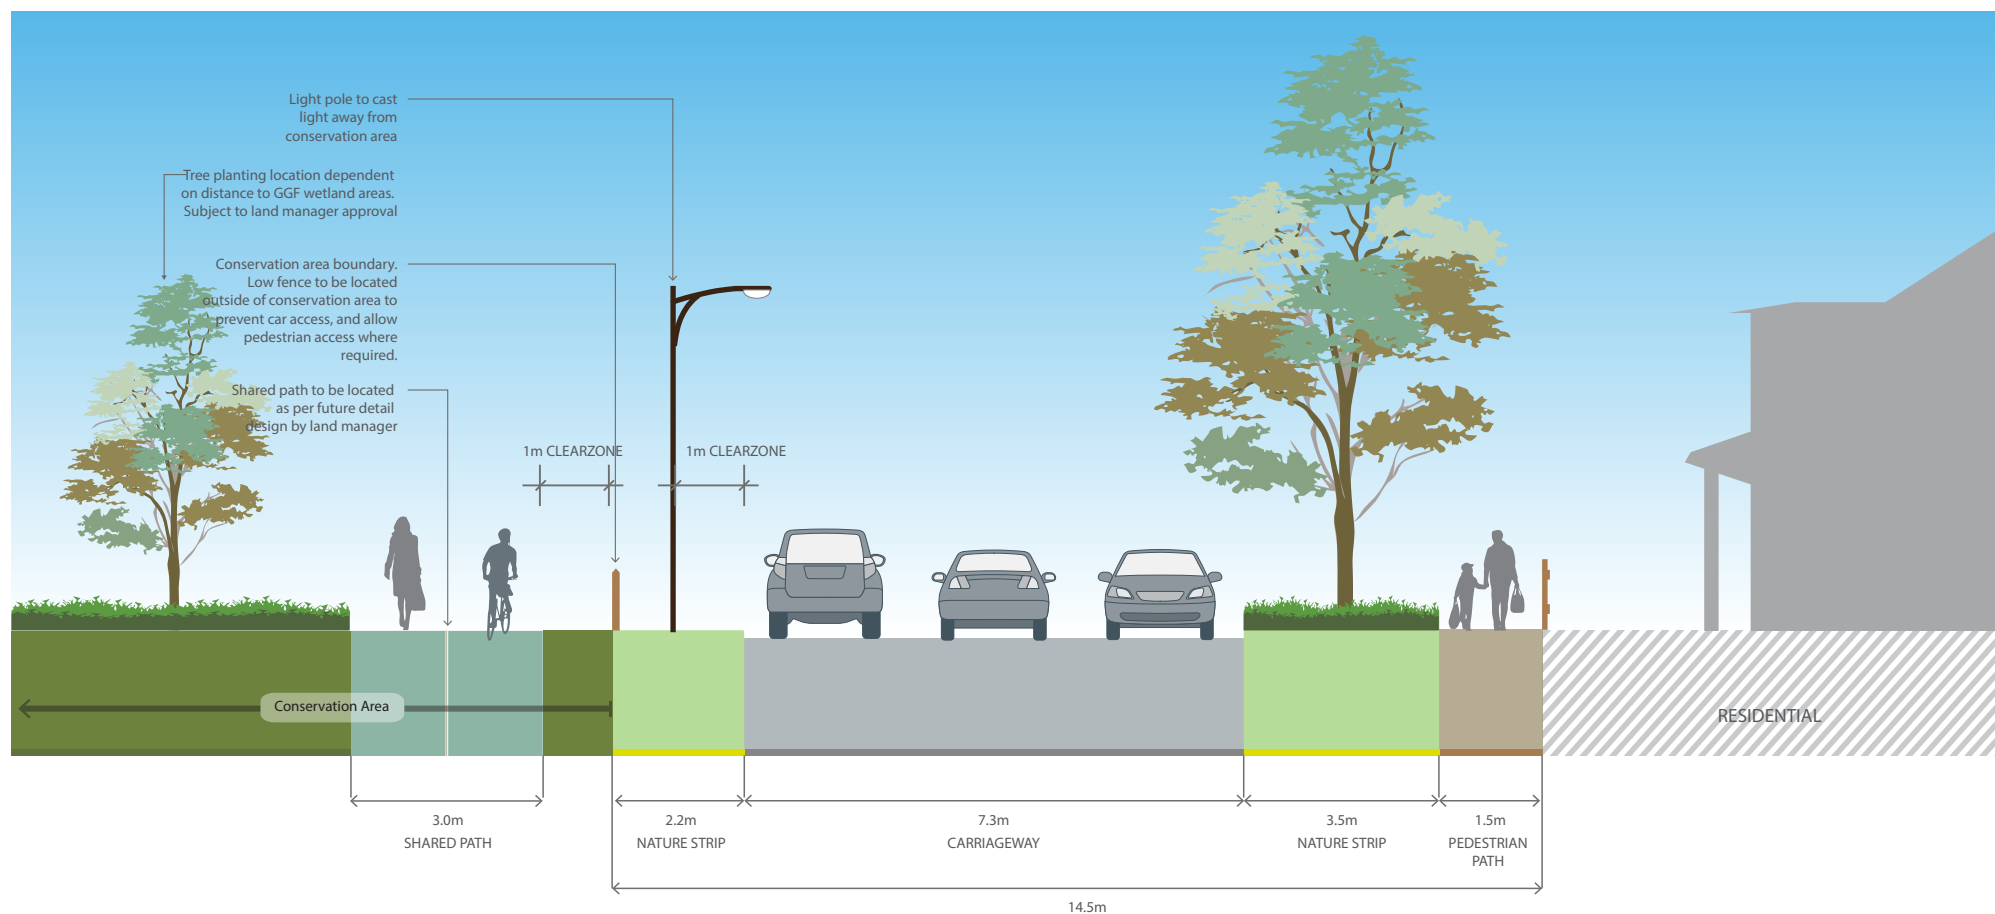 Light pole to cast
light away from
conservation area
Tree planting location dependent
on distance to GGF wetland areas.
Subject to land manager approval
Conservation area boundary.
Low fence to be located
outside of conservation area to
prevent car access, and allow
pedestrian access where
required.
Shared path to be located
as per future detail
design by land manager
1m CLEARZONE
1m CLEARZONE
Conservation Area
RESIDENTIAL
3.0m
SHARED PATH
2.2m
NATURE STRIP
7.3m
CARRIAGEWAY
3.5m
NATURE STRIP
1.5m
PEDESTRIAN
PATH
14.5m